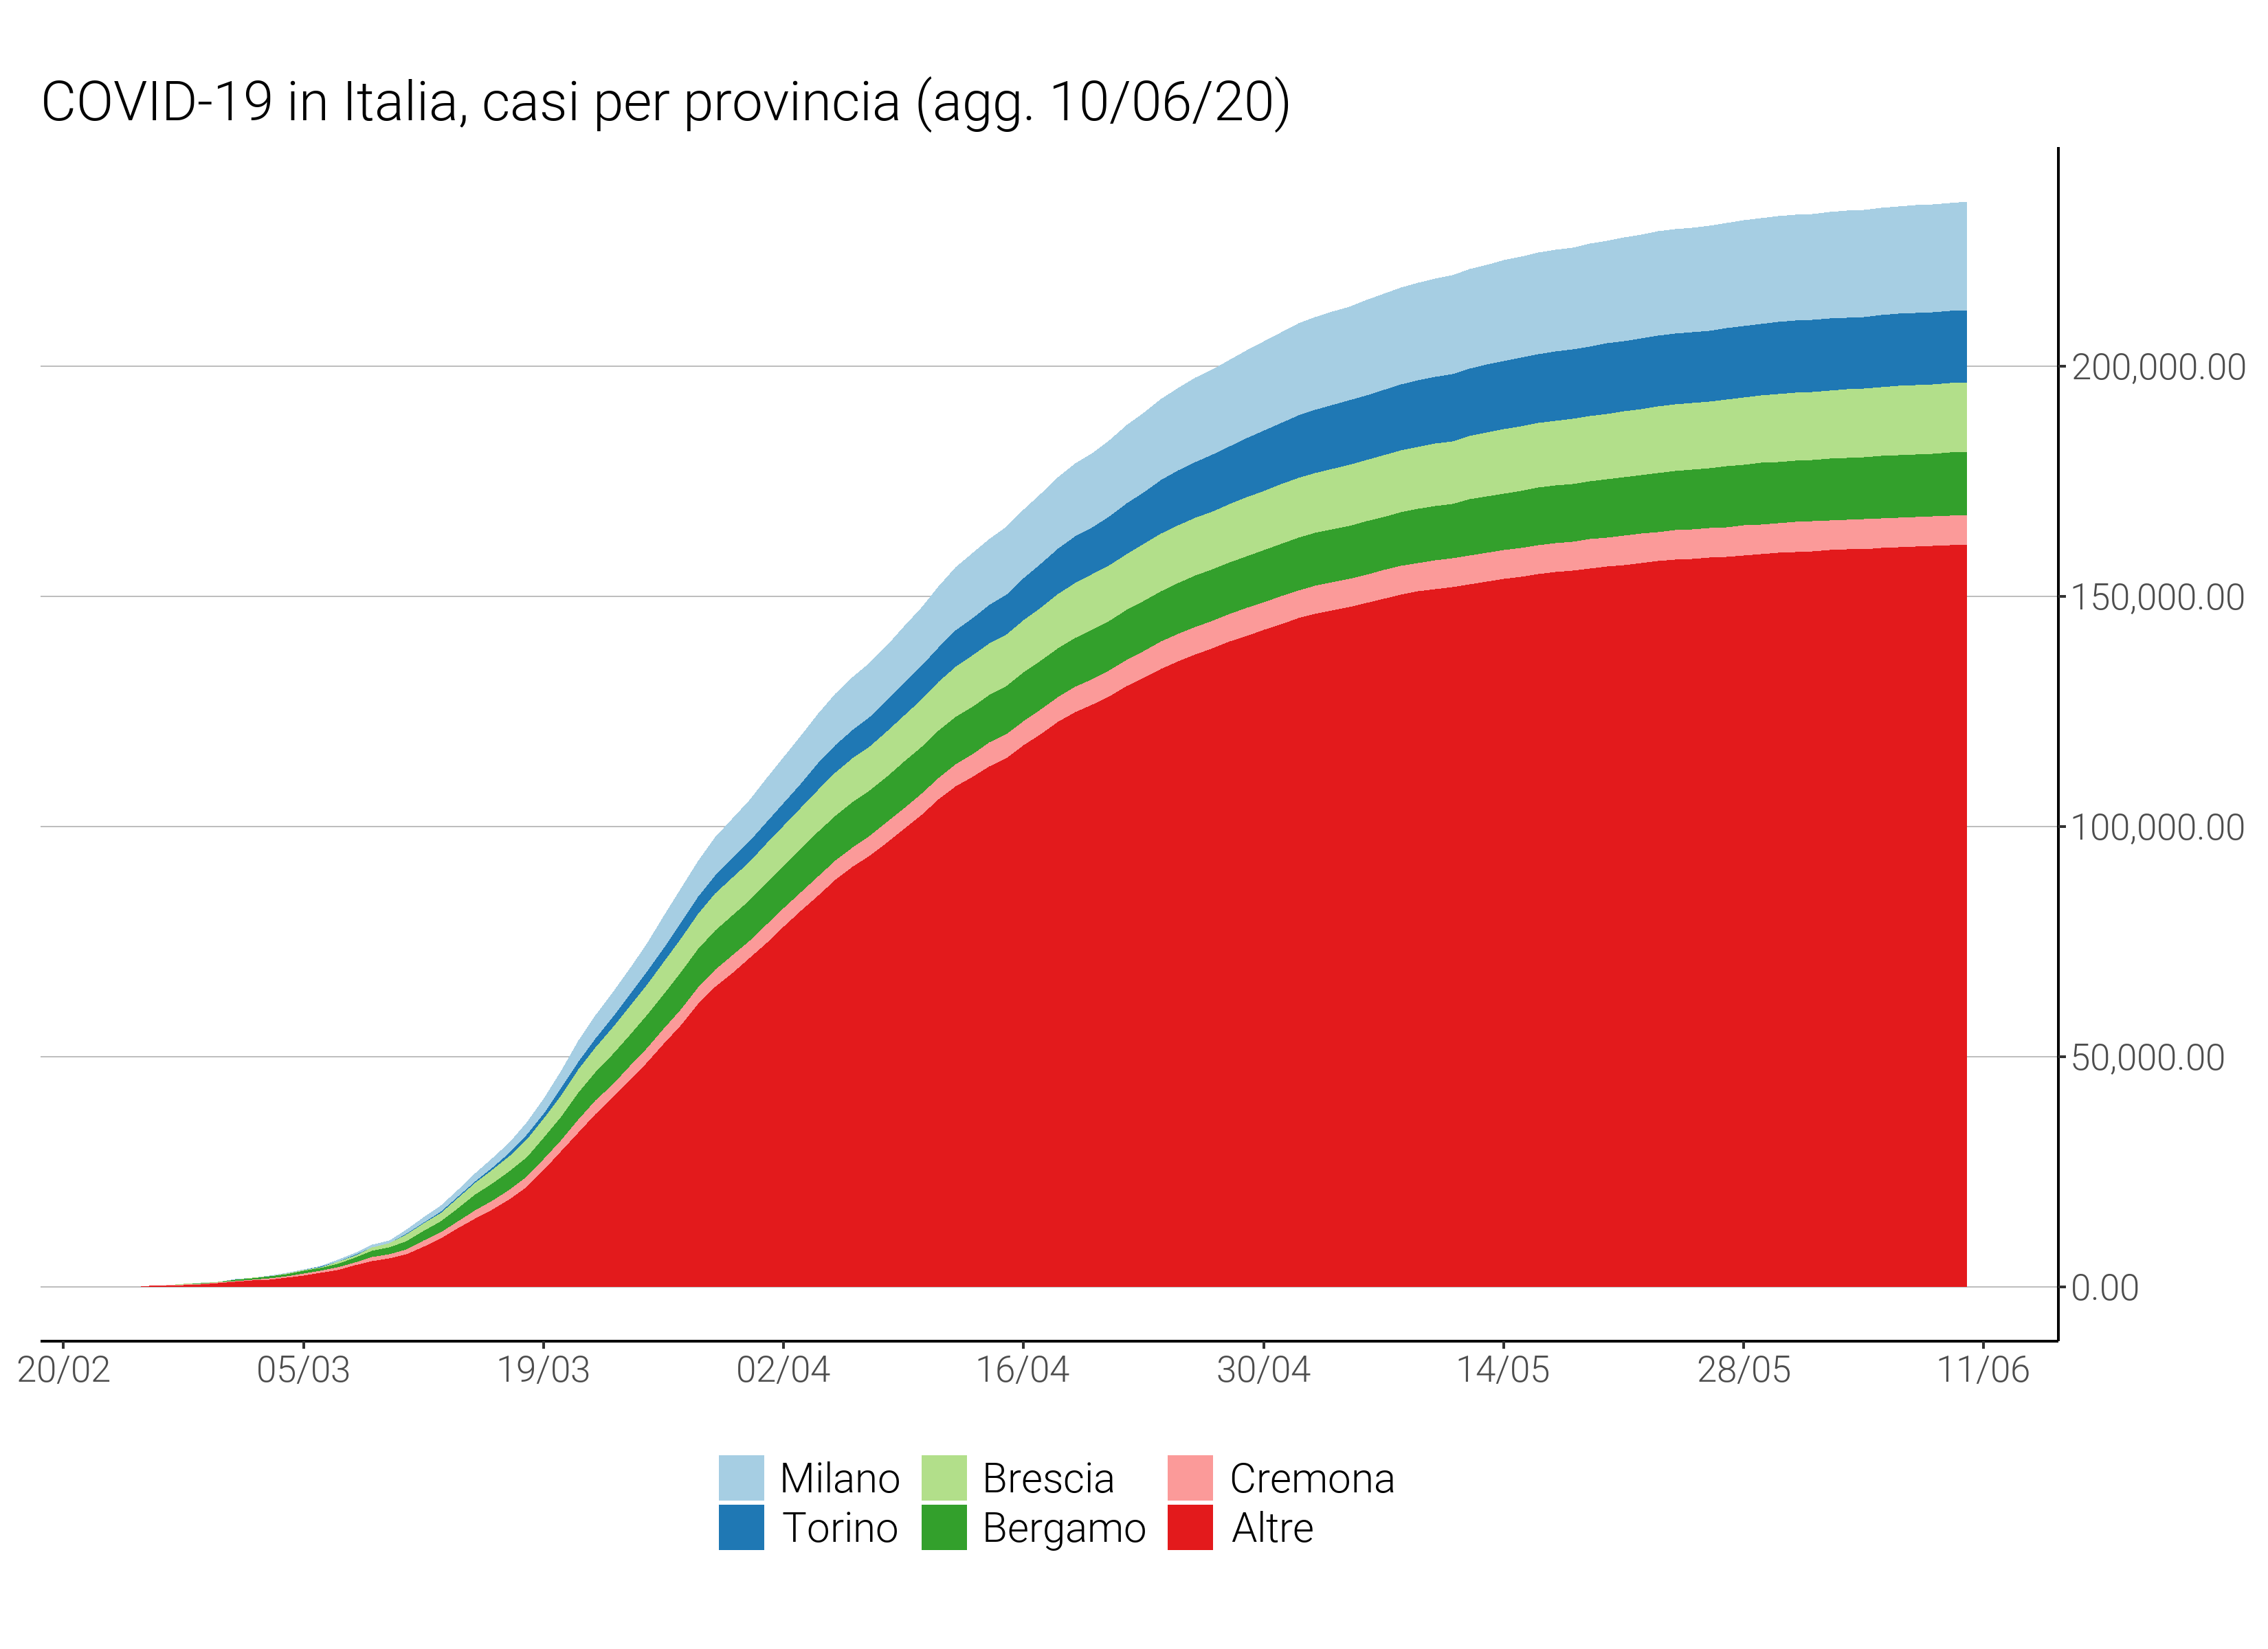 COVID-19 in Italia, casi per provincia (agg. 10/06/20)
200,000.00
150,000.00
100,000.00
50,000.00
0.00
20/02 05/03 19/03 02/04 16/04 30/04 14/05 28/05 11/06
Milano Brescia Cremona
Torino Bergamo Altre